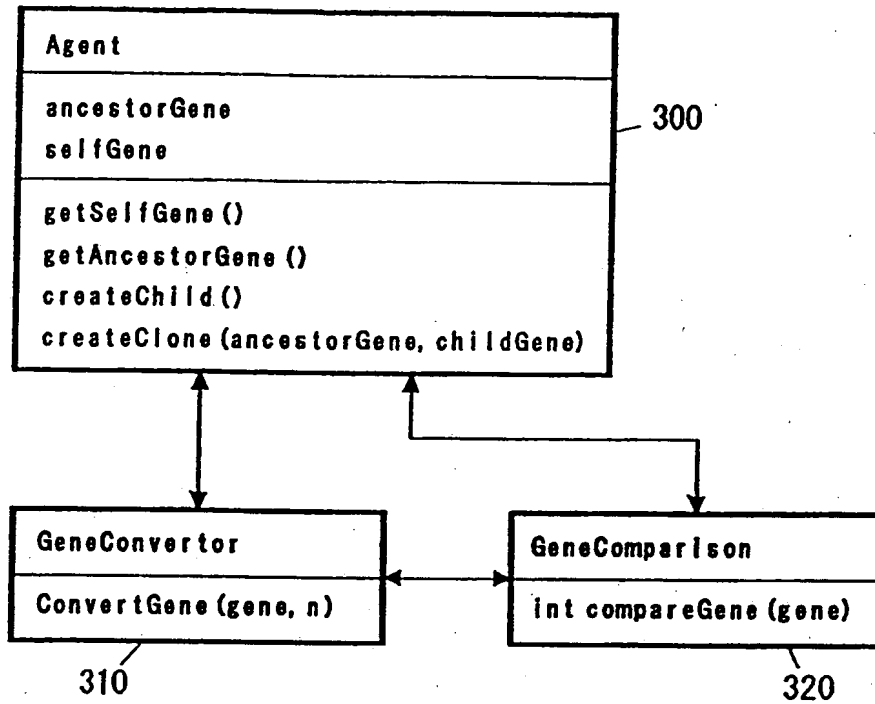 Agent
ancestorGene
selfGene
300
getSelfGene()
getAncestorGene()
createChild()
createClone(ancestorGene, childGene)
GeneConvertor
ConvertGene(gene, n)
310
GeneComparison
int compareGene(gene)
320